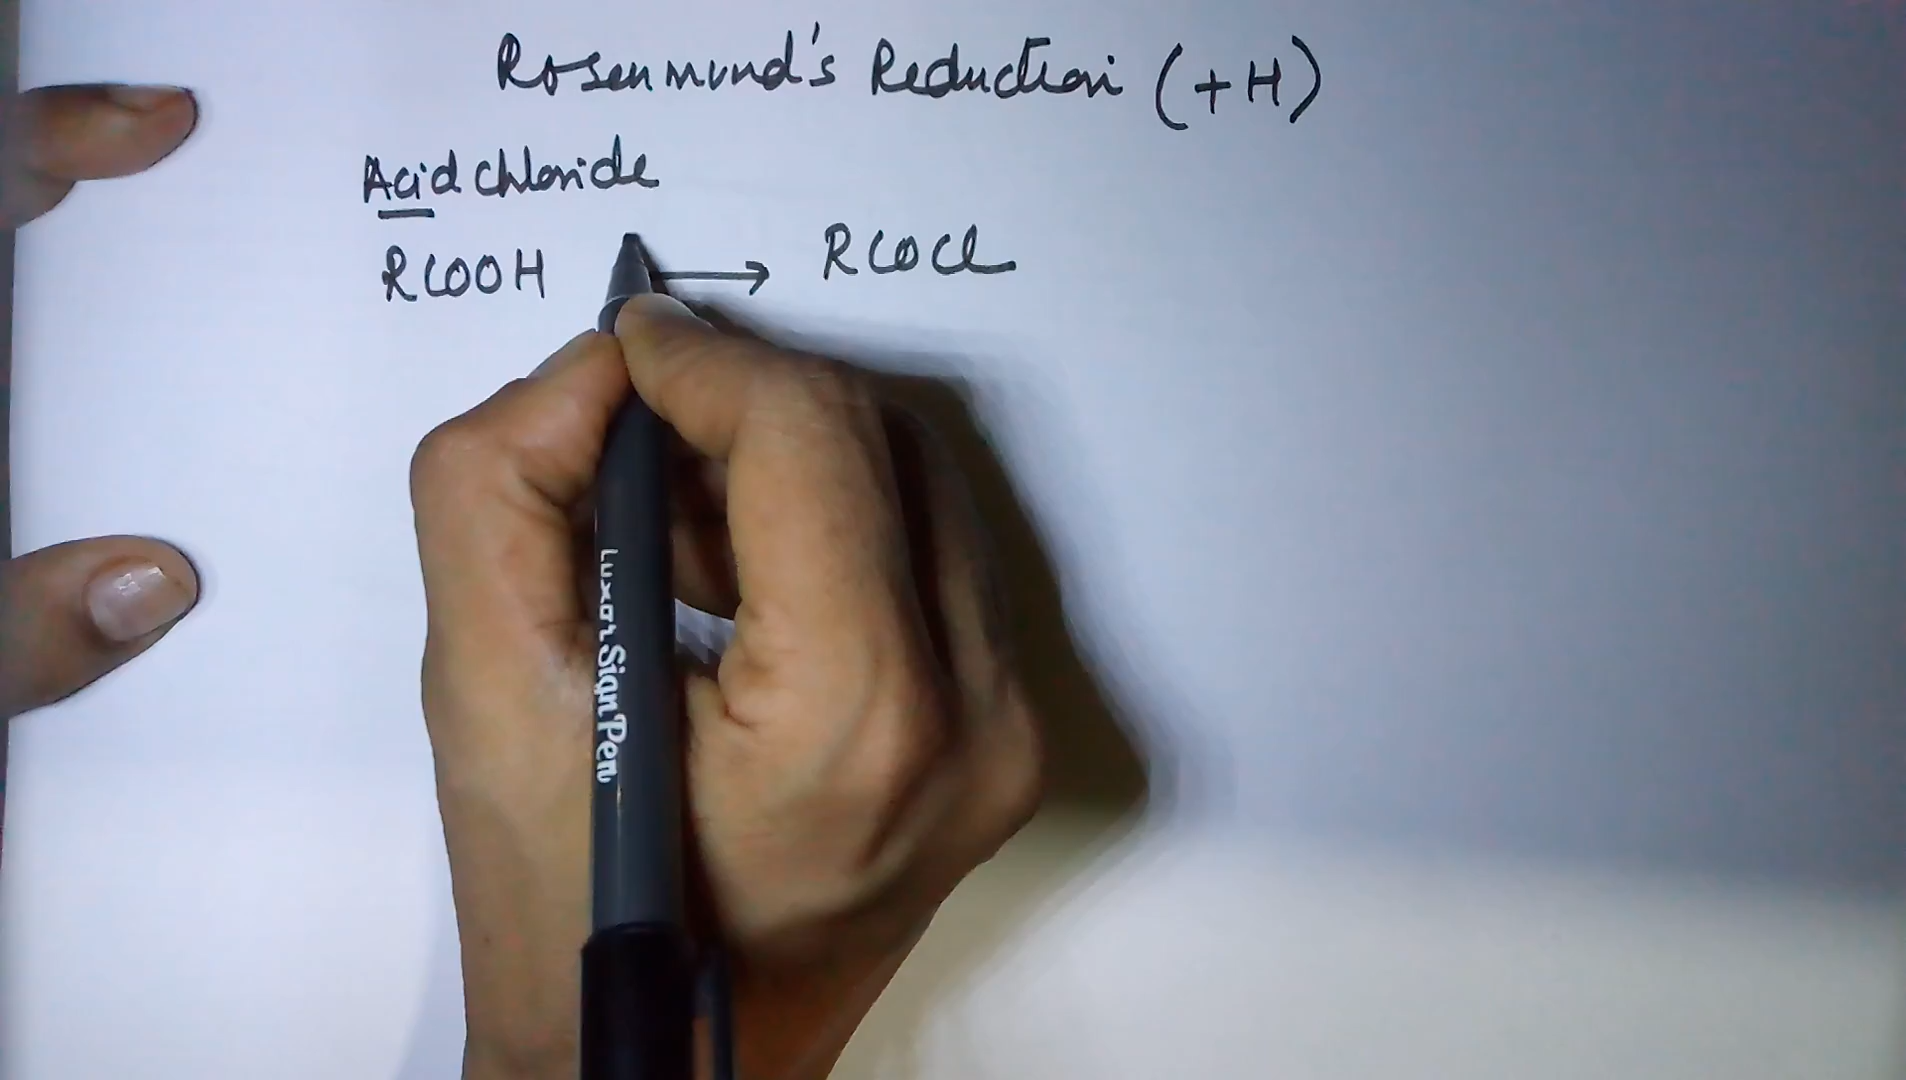 Rosenmund's Reduction (+H)
Acid chloride
RCOOH → RCOCl
Luxor Sign Pen